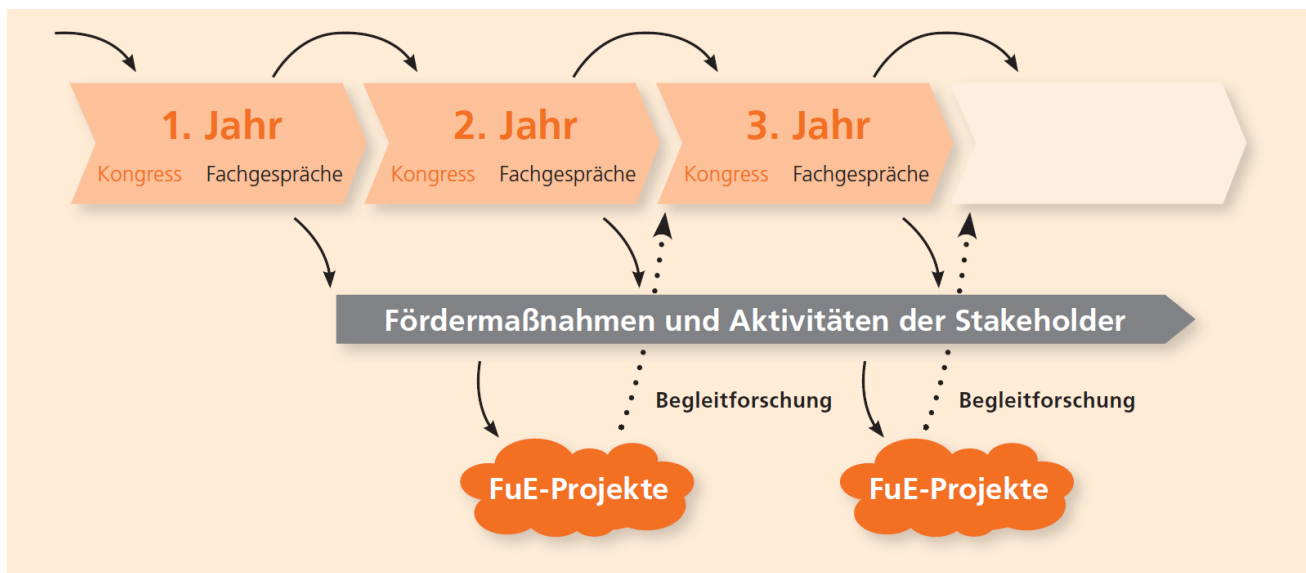 1. Jahr
Kongress Fachgespräche
2. Jahr
Kongress Fachgespräche
3. Jahr
Kongress Fachgespräche
Fördermaßnahmen und Aktivitäten der Stakeholder
Begleitforschung
Begleitforschung
FuE-Projekte
FuE-Projekte